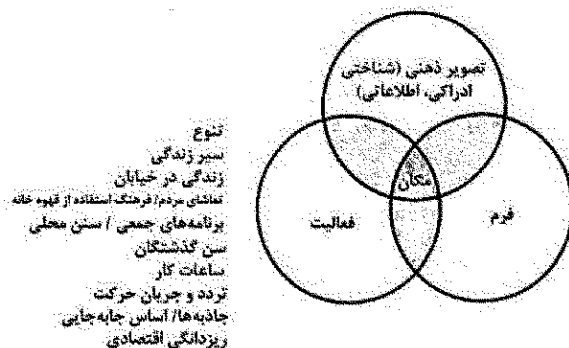 تصویر ذهنی (شناختی
ادراکی، اطلاعاتی)
مکان
فعالیت
فرم
تنوع
سیر زندگی
زندگی در خیابان
تماشای مردم/ فرهنگ استفاده از قهوه خانه
برنامه‌های جمعی / سنن محلی
سن گذشتگان
ساعات کار
تردد و جریان حرکت
جاذبه‌ها/ اساس جابه‌جایی
ریزدانگی اقتصادی